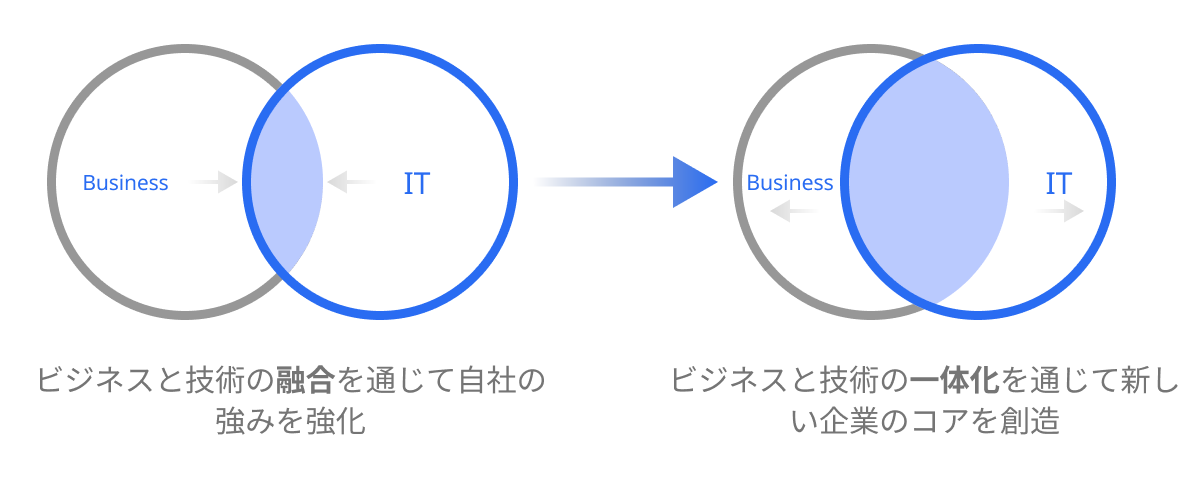 Business
IT
Business
IT
ビジネスと技術の融合を通じて自社の
強みを強化
ビジネスと技術の一体化を通じて新し
い企業のコアを創造